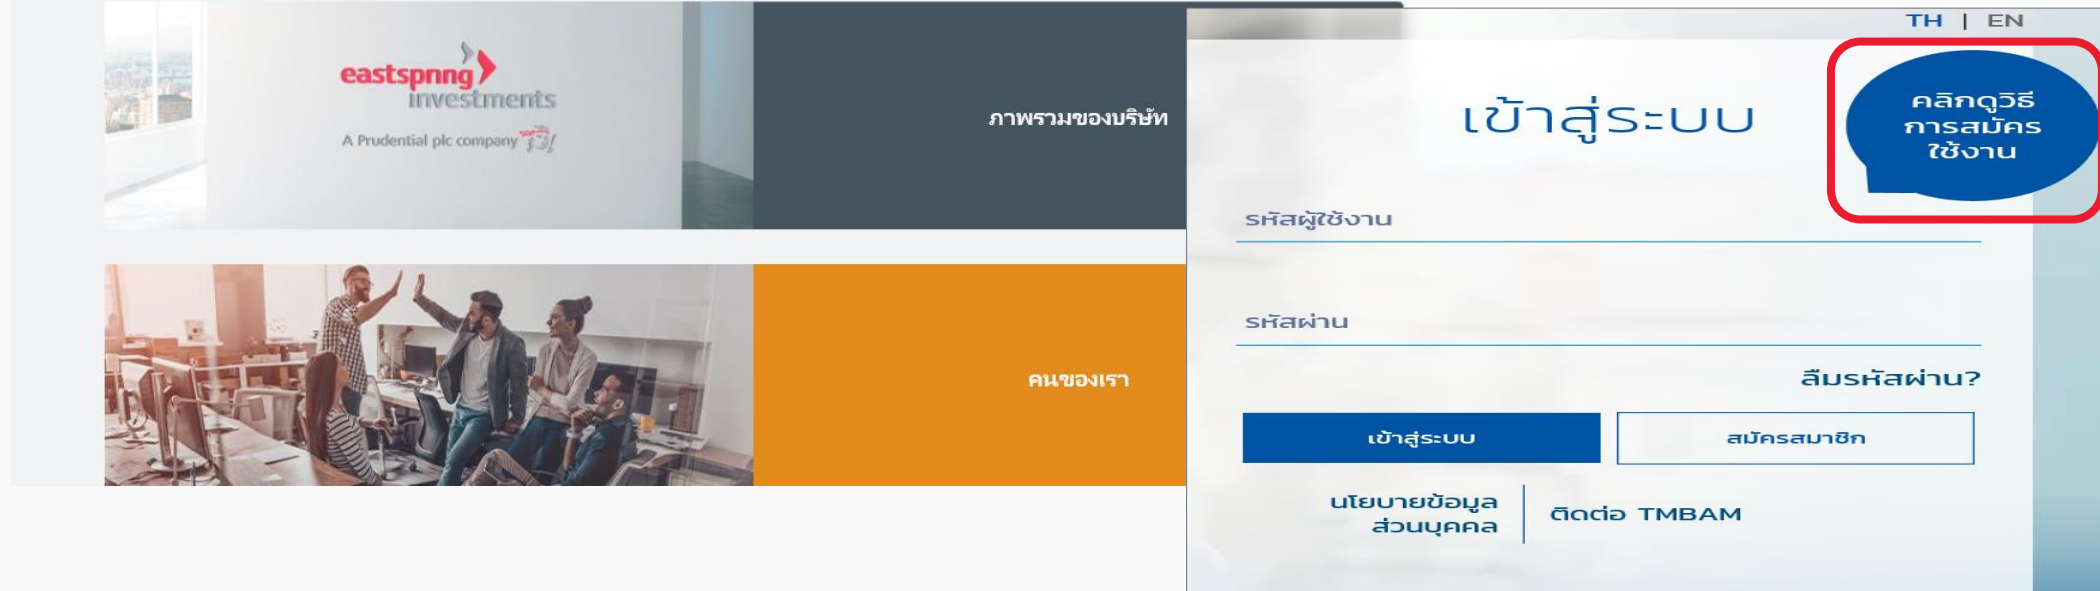 eastspring
investments
A Prudential plc company
ภาพรวมของบริษัท
คนของเรา
TH | EN
เข้าสู่ระบบ
คลิกดูวิธี
การสมัคร
ใช้งาน
รหัสผู้ใช้งาน
รหัสผ่าน
ลืมรหัสผ่าน?
เข้าสู่ระบบ
สมัครสมาชิก
นโยบายข้อมูล
ส่วนบุคคล
ติดต่อ TMBAM